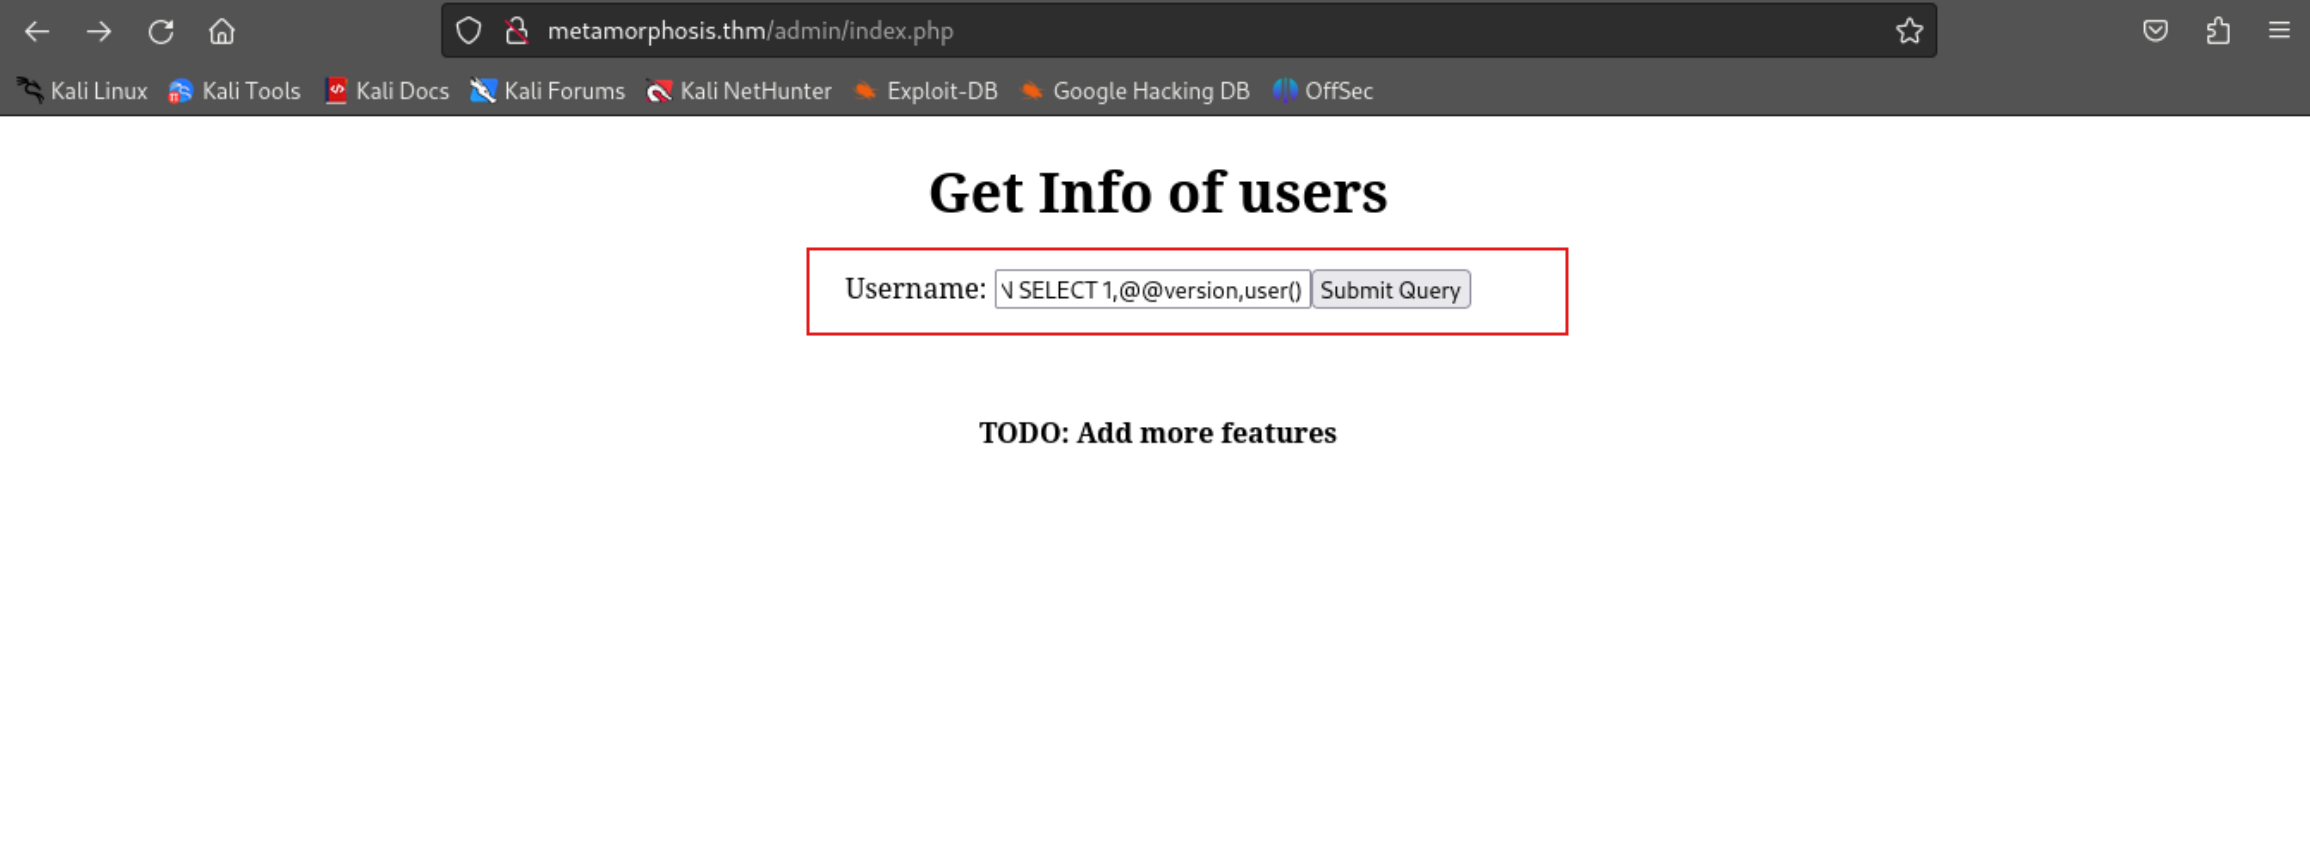 metamorphosis.thm/admin/index.php
Kali Linux Kali Tools Kali Docs Kali Forums Kali NetHunter Exploit-DB Google Hacking DB OffSec
Get Info of users
Username: SELECT 1,@@version,user() Submit Query
TODO: Add more features